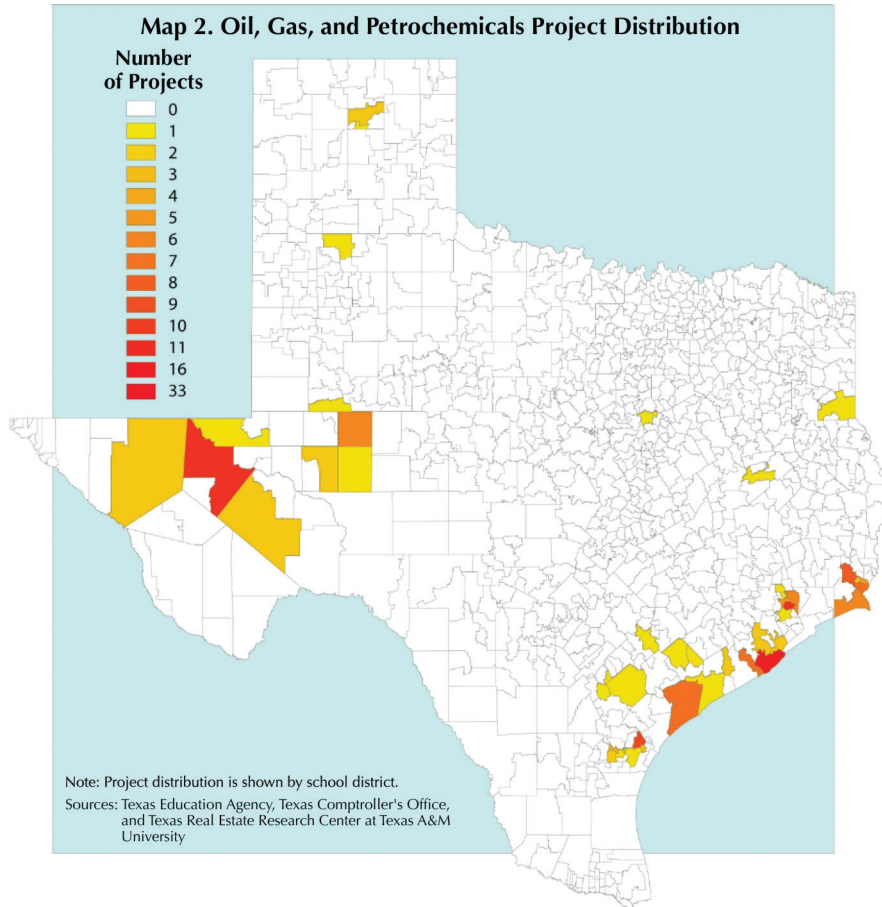 Map 2. Oil, Gas, and Petrochemicals Project Distribution
Number
of Projects
0
1
2
3
4
5
6
7
8
9
10
11
16
33
Note: Project distribution is shown by school district.
Sources: Texas Education Agency, Texas Comptroller's Office,
and Texas Real Estate Research Center at Texas A&M
University